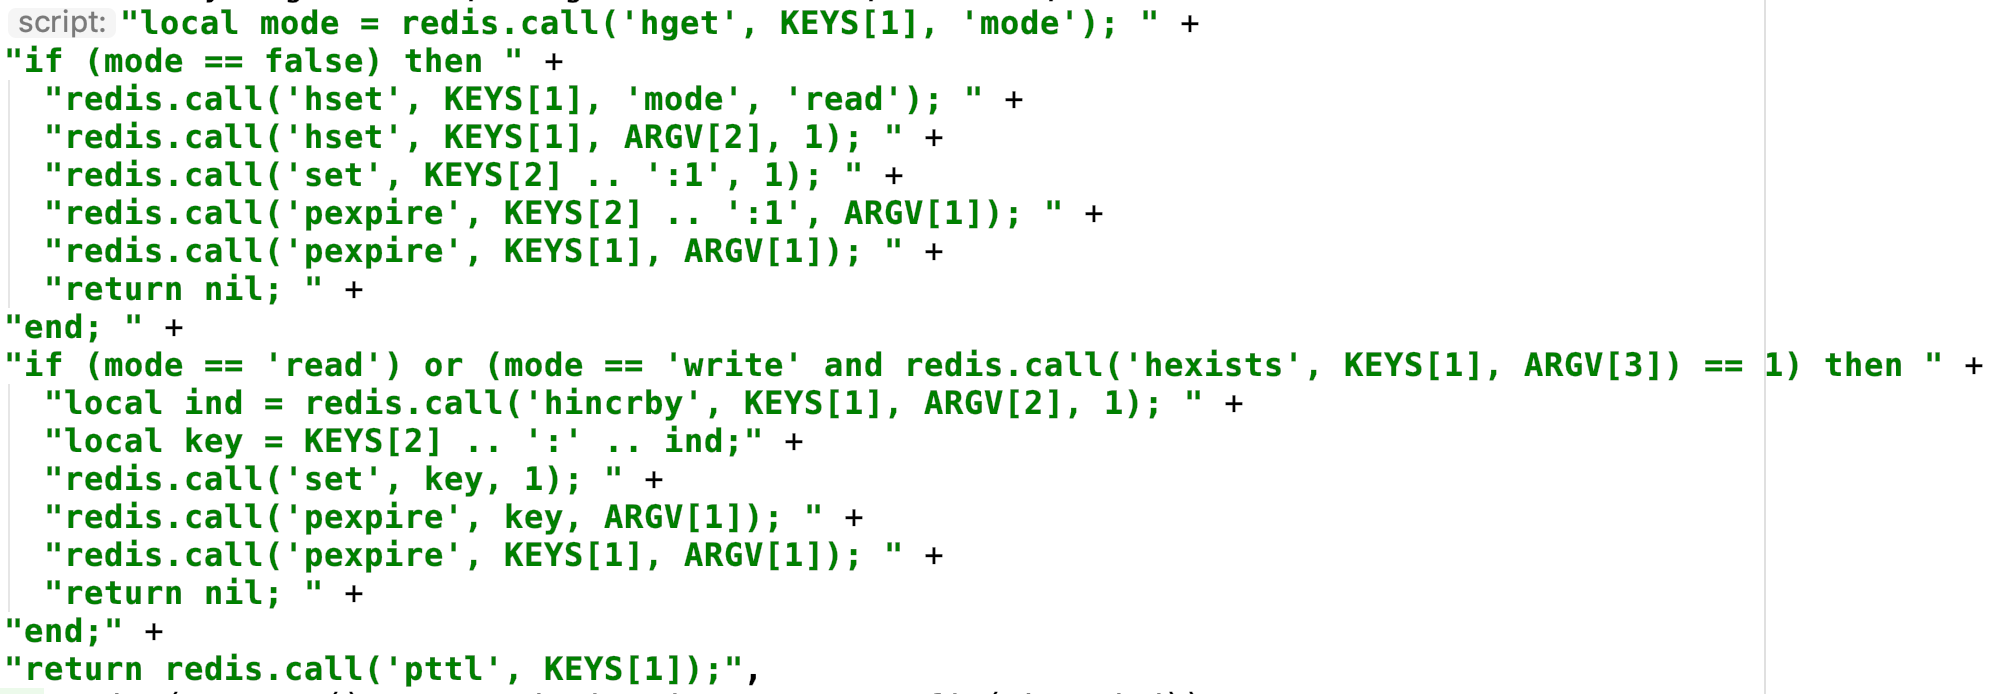 script: "local mode = redis.call('hget', KEYS[1], 'mode'); " +
"if (mode == false) then " +
"redis.call('hset', KEYS[1], 'mode', 'read'); " +
"redis.call('hset', KEYS[1], ARGV[2], 1); " +
"redis.call('set', KEYS[2] .. ':1', 1); " +
"redis.call('pexpire', KEYS[2] .. ':1', ARGV[1]); " +
"redis.call('pexpire', KEYS[1], ARGV[1]); " +
"return nil; " +
"end; " +
"if (mode == 'read') or (mode == 'write' and redis.call('hexists', KEYS[1], ARGV[3]) == 1) then " +
"local ind = redis.call('hincrby', KEYS[1], ARGV[2], 1); " +
"local key = KEYS[2] .. ':' .. ind;" +
"redis.call('set', key, 1); " +
"redis.call('pexpire', key, ARGV[1]); " +
"redis.call('pexpire', KEYS[1], ARGV[1]); " +
"return nil; " +
"end;" +
"return redis.call('pttl', KEYS[1]);",